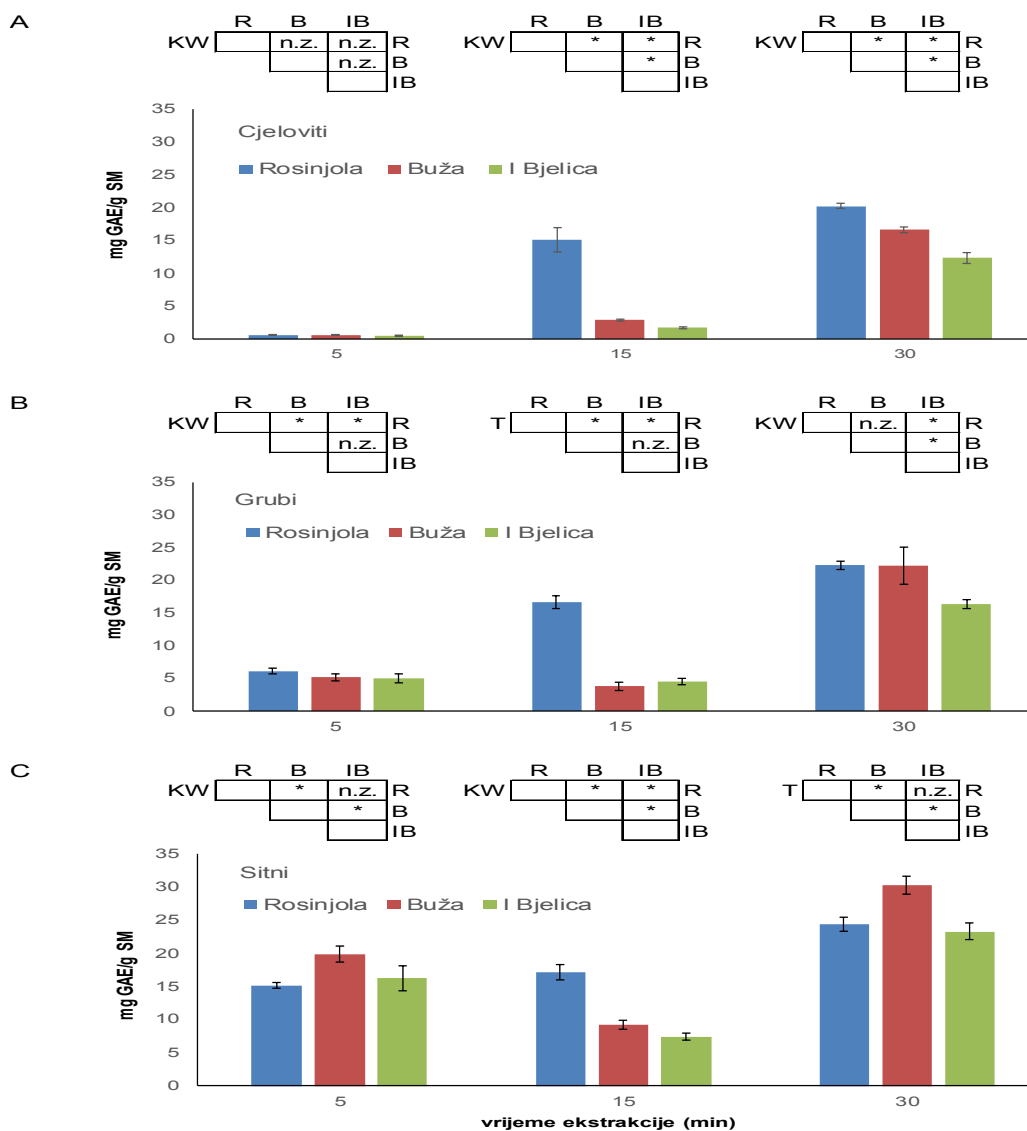 A
R B IB R B IB R B IB
KW n.z. n.z. R KW * * R KW * * R
n.z. B * B * B
IB IB IB
35
30
25
20
15
10
5
0
mg GAE/g SM
Cjeloviti
Rosinjola Buža I Bjelica
5 15 30
B
R B IB R B IB R B IB
KW * * R T * * R KW n.z. * R
n.z. B n.z. B * B
IB IB IB
35
30
25
20
15
10
5
0
mg GAE/g SM
Grubi
Rosinjola Buža I Bjelica
5 15 30
C
R B IB R B IB R B IB
KW * n.z. R KW * * R T * n.z. R
* B * B * B
IB IB IB
35
30
25
20
15
10
5
0
mg GAE/g SM
Sitni
Rosinjola Buža I Bjelica
5 15 30
vrijeme ekstrakcije (min)